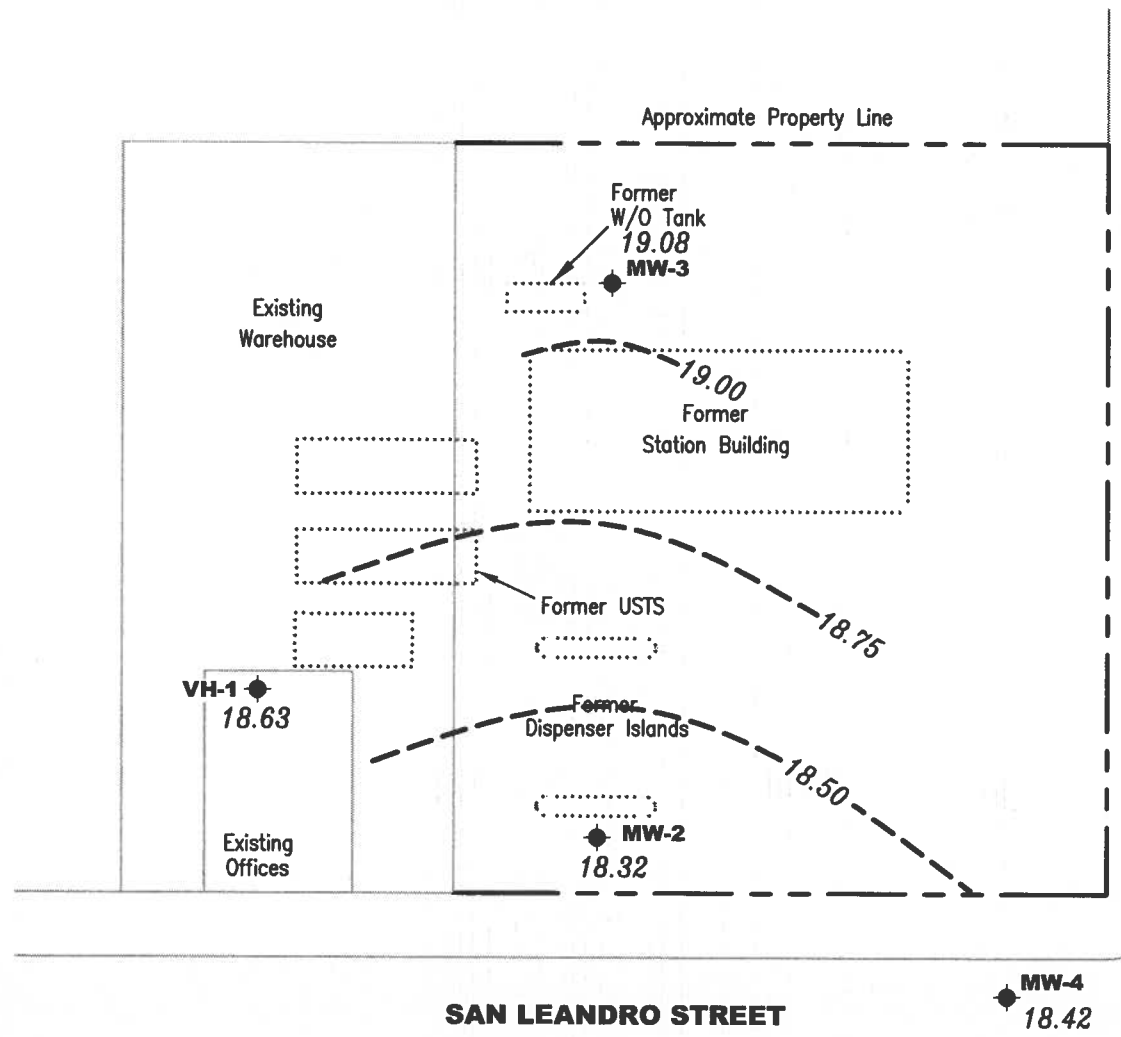 Approximate Property Line
Former
W/O Tank
19.08
MW-3
Existing
Warehouse
19.00
Former
Station Building
Former USTS
18.75
VH-1
18.63
Former
Dispenser Islands
18.50
MW-2
18.32
Existing
Offices
MW-4
18.42
SAN LEANDRO STREET